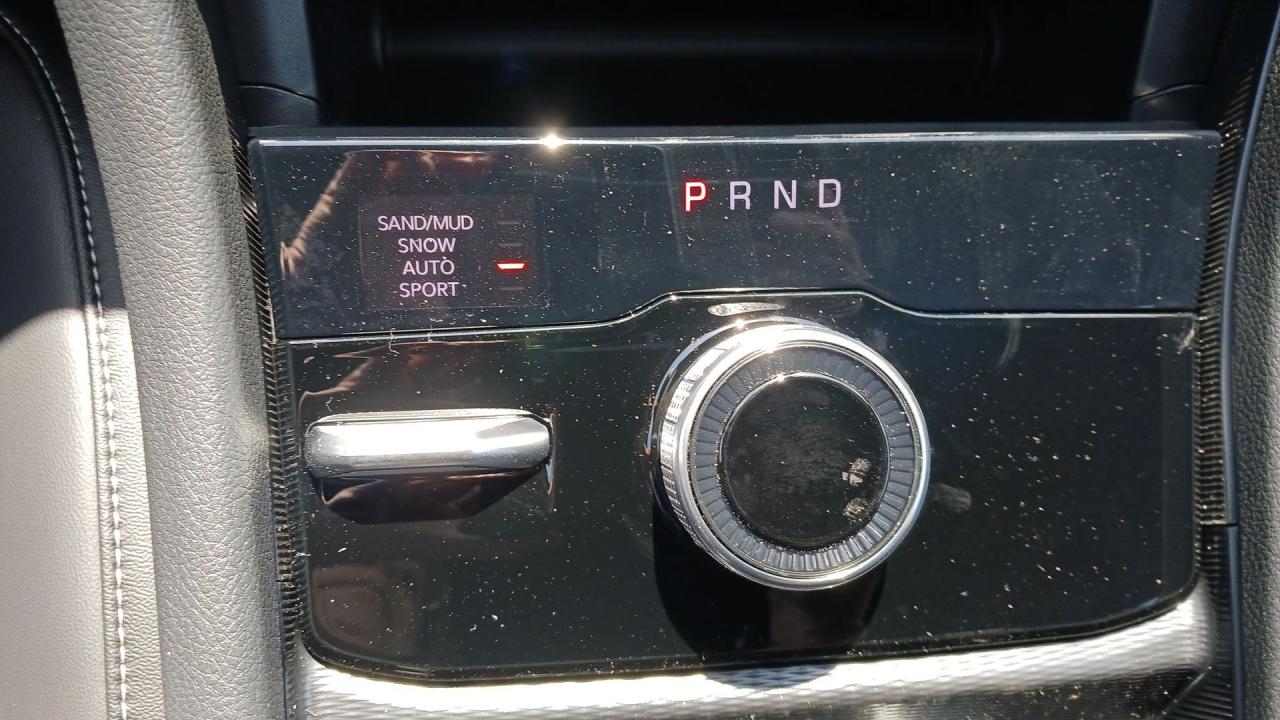 P R N D
SAND/MUD
SNOW
AUTO
SPORT